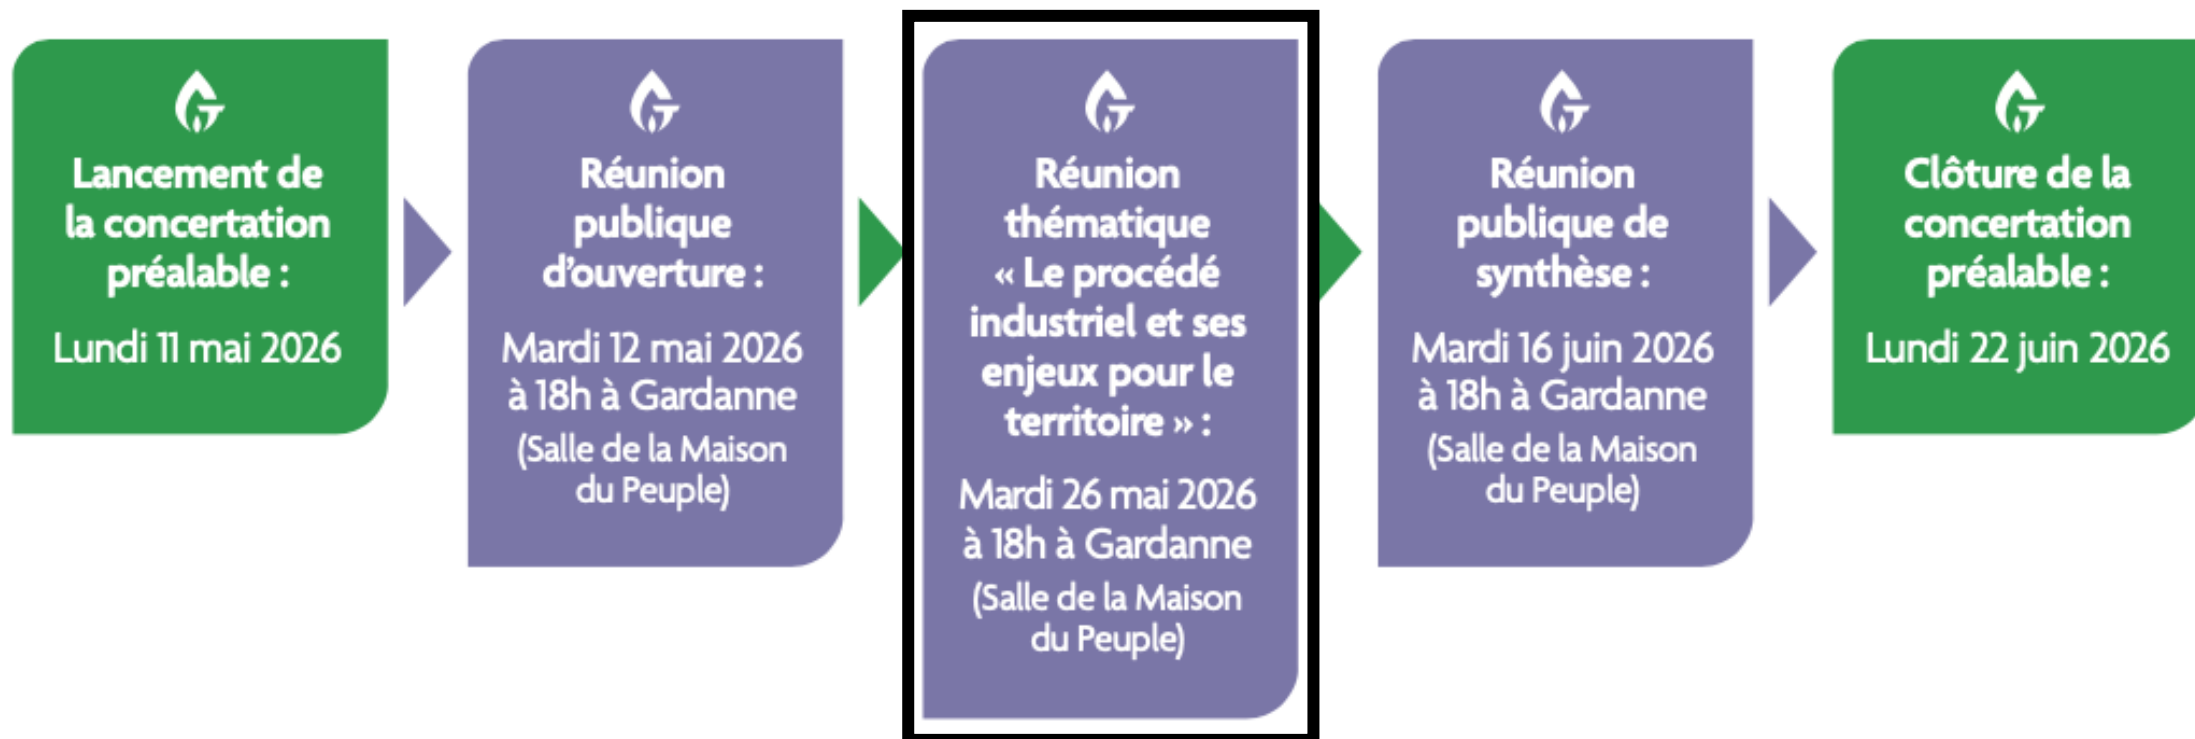 Lancement de
la concertation
préalable :
Lundi 11 mai 2026
Réunion
publique
d’ouverture :
Mardi 12 mai 2026
à 18h à Gardanne
(Salle de la Maison
du Peuple)
Réunion
thématique
« Le procédé
industriel et ses
enjeux pour le
territoire » :
Mardi 26 mai 2026
à 18h à Gardanne
(Salle de la Maison
du Peuple)
Réunion
publique de
synthèse :
Mardi 16 juin 2026
à 18h à Gardanne
(Salle de la Maison
du Peuple)
Clôture de la
concertation
préalable :
Lundi 22 juin 2026